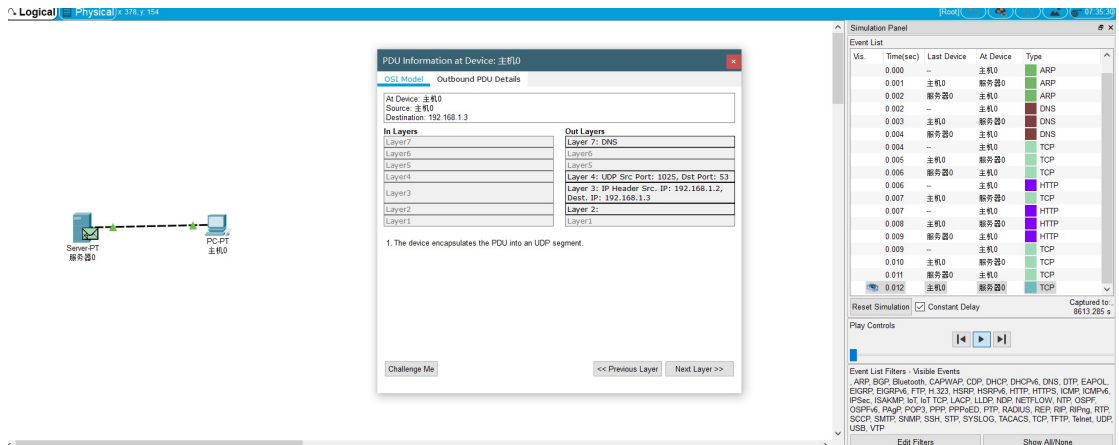 Logical Physical x: 378, y: 154 [Root] 07:35:30
PDU Information at Device: 主机0
OSI Model Outbound PDU Details
At Device: 主机0
Source: 主机0
Destination: 192.168.1.3
In Layers Out Layers
Layer7 Layer 7: DNS
Layer6 Layer6
Layer5 Layer5
Layer4 Layer 4: UDP Src Port: 1025, Dst Port: 53
Layer3 Layer 3: IP Header Src. IP: 192.168.1.2,
Dest. IP: 192.168.1.3
Layer2 Layer 2:
Layer1 Layer1
1. The device encapsulates the PDU into an UDP segment.
Challenge Me << Previous Layer Next Layer >>
Server-PT
服务器0
PC-PT
主机0
Simulation Panel
Event List
Vis. Time(sec) Last Device At Device Type
0.000 -- 主机0 ARP
0.001 主机0 服务器0 ARP
0.002 服务器0 主机0 ARP
0.002 -- 主机0 DNS
0.003 主机0 服务器0 DNS
0.004 服务器0 主机0 DNS
0.004 -- 主机0 TCP
0.005 主机0 服务器0 TCP
0.006 服务器0 主机0 TCP
0.006 -- 主机0 HTTP
0.007 主机0 服务器0 TCP
0.007 -- 主机0 HTTP
0.008 主机0 服务器0 HTTP
0.009 服务器0 主机0 HTTP
0.009 -- 主机0 TCP
0.010 主机0 服务器0 TCP
0.011 服务器0 主机0 TCP
0.012 主机0 服务器0 TCP
Reset Simulation Constant Delay Captured to:
8613.285 s
Play Controls
Event List Filters - Visible Events
, ARP, BGP, Bluetooth, CAPWAP, CDP, DHCP, DHCPv6, DNS, DTP, EAPOL,
EIGRP, EIGRPv6, FTP, H.323, HSRP, HSRPv6, HTTP, HTTPS, ICMP, ICMPv6,
IPSec, ISAKMP, IoT, IoT TCP, LACP, LLDP, NDP, NETFLOW, NTP, OSPF,
OSPFv6, PAgP, POP3, PPP, PPPoED, PTP, RADIUS, REP, RIP, RIPng, RTP,
SCCP, SMTP, SNMP, SSH, STP, SYSLOG, TACACS, TCP, TFTP, Telnet, UDP,
USB, VTP
Edit Filters Show All/None